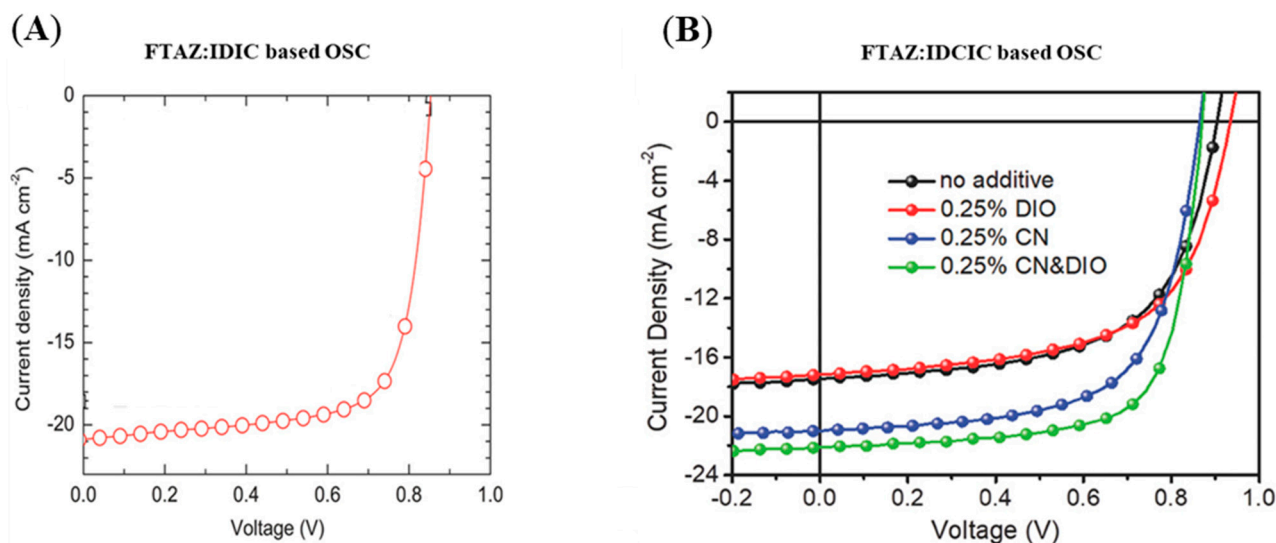 (A)
FTAZ:IDIC based OSC
0
-5
-10
-15
-20
Current density (mA cm⁻²)
0.0 0.2 0.4 0.6 0.8 1.0
Voltage (V)
(B)
FTAZ:IDCIC based OSC
0
-4
-8
-12
-16
-20
-24
Current Density (mA cm⁻²)
no additive
0.25% DIO
0.25% CN
0.25% CN&DIO
-0.2 0.0 0.2 0.4 0.6 0.8 1.0
Voltage (V)